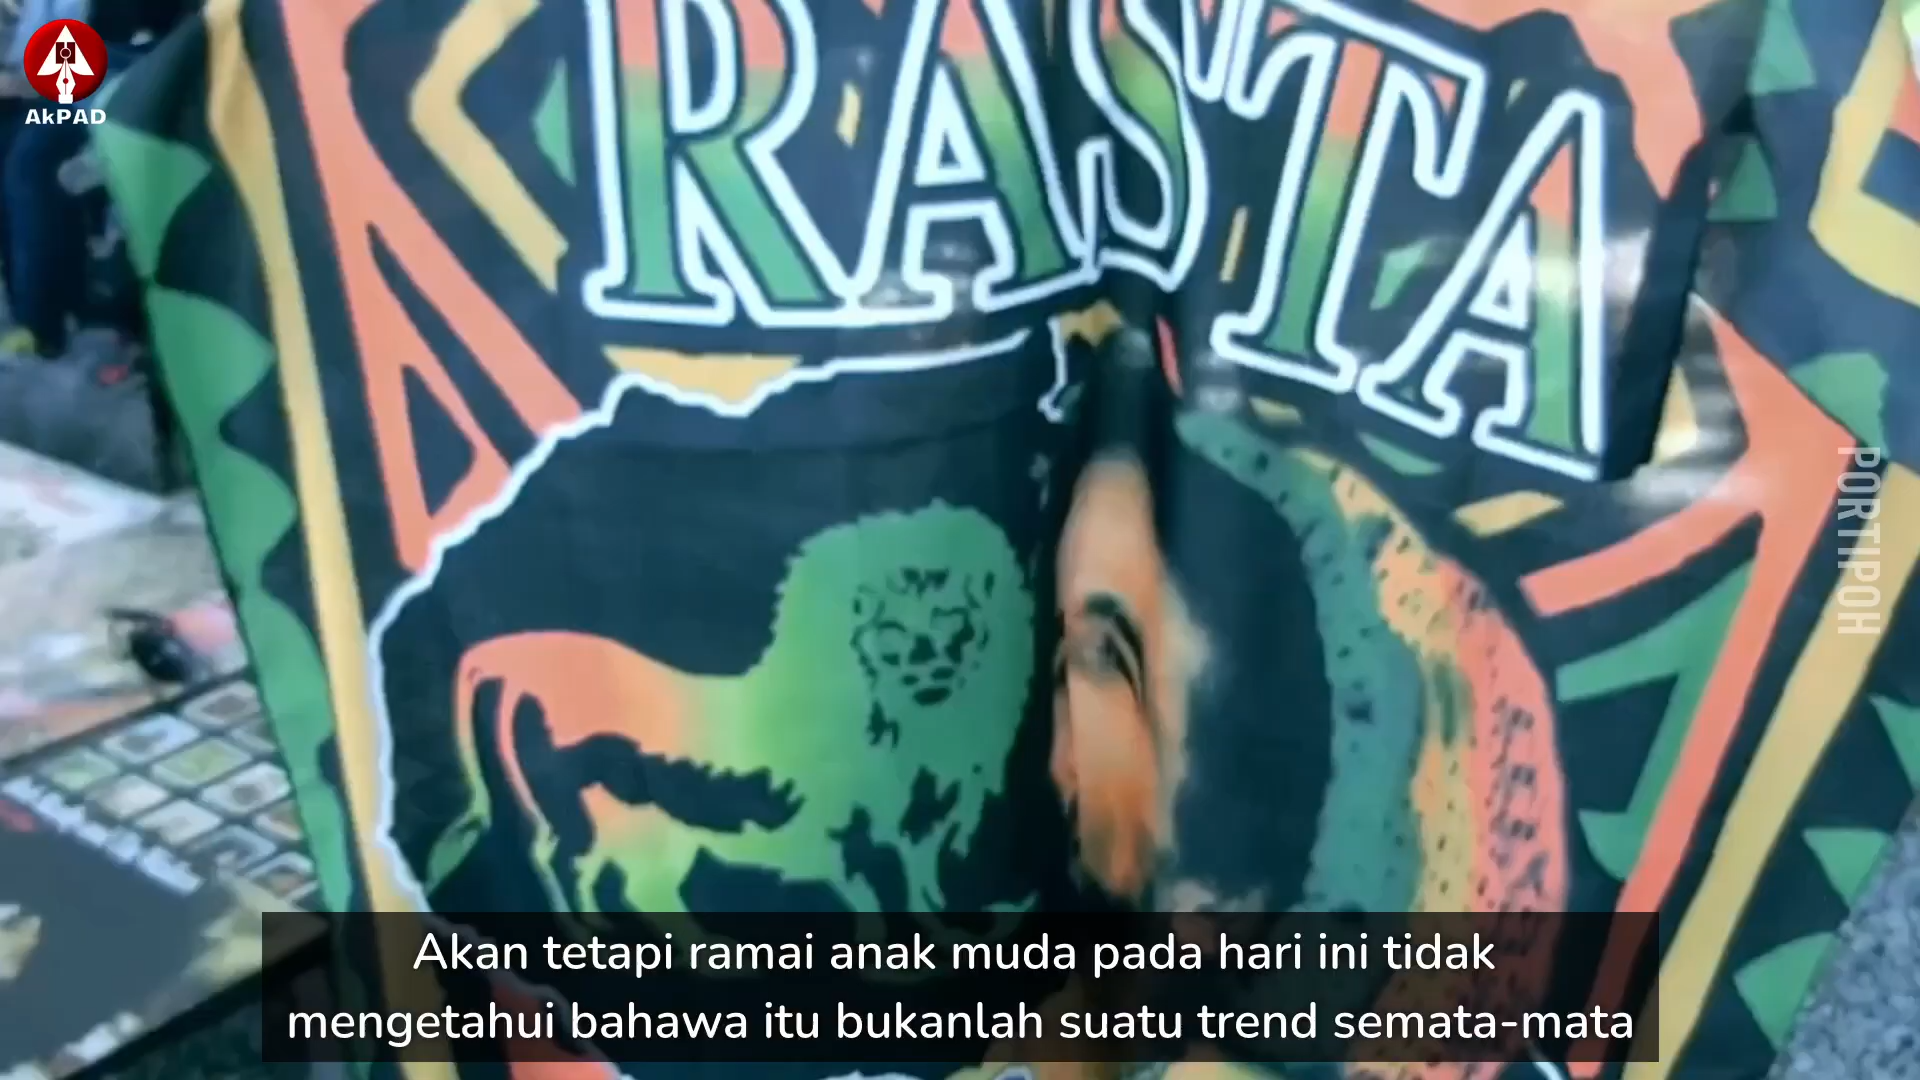 AkPAD
RASTA
PORTIPOH
Akan tetapi ramai anak muda pada hari ini tidak
mengetahui bahawa itu bukanlah suatu trend semata-mata